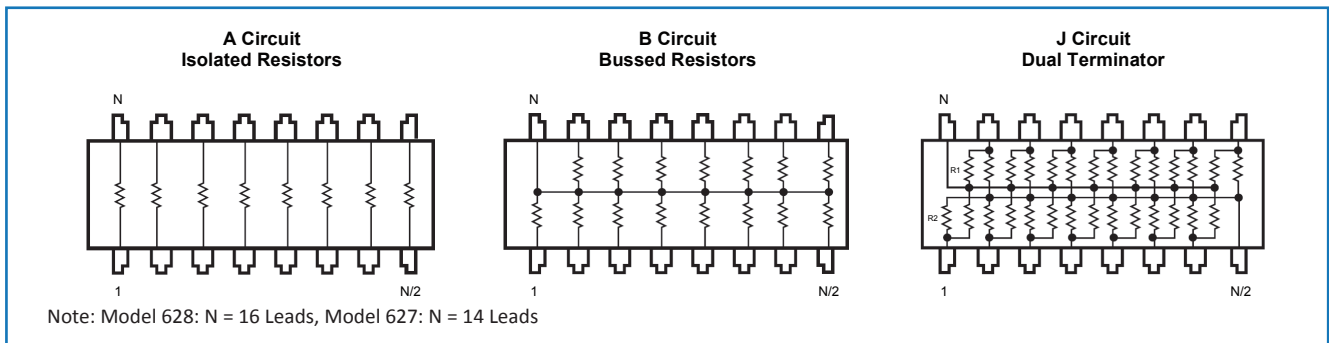 A Circuit
Isolated Resistors
N
1
N/2
B Circuit
Bussed Resistors
N
1
N/2
J Circuit
Dual Terminator
N
R1
R2
1
N/2
Note: Model 628: N = 16 Leads, Model 627: N = 14 Leads